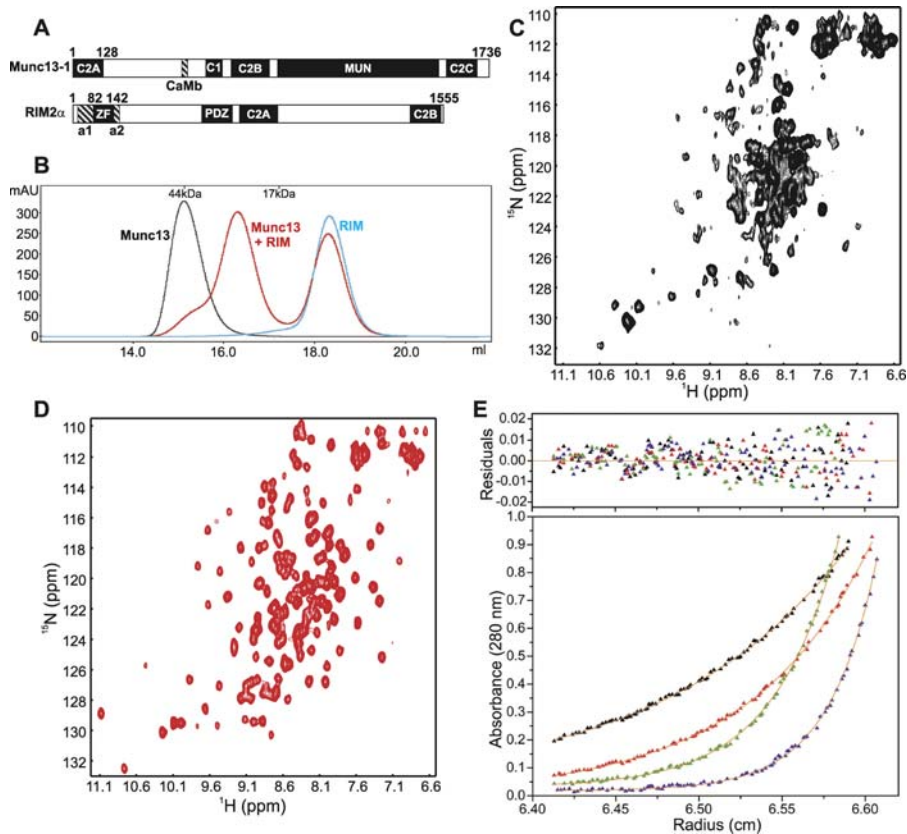 A
1 128 1736
Munc13-1 C2A C1 C2B MUN C2C
CaMb
1 82 142 1555
RIM2α ZF PDZ C2A C2B
a1 a2
B
mAU 44kDa 17kDa
300
250
200
150
100
50
0
Munc13
Munc13
+ RIM
RIM
14.0 16.0 18.0 20.0 ml
C
110
112
114
116
118
120
122
124
126
128
130
132
¹⁵N (ppm)
11.1 10.6 10.1 9.6 9.1 8.6 8.1 7.6 7.1 6.6
¹H (ppm)
D
110
112
114
116
118
120
122
124
126
128
130
132
¹⁵N (ppm)
11.1 10.6 10.1 9.6 9.1 8.6 8.1 7.6 7.1 6.6
¹H (ppm)
E
0.02
0.01
0.00
-0.01
-0.02
Residuals
1.0
0.9
0.8
0.7
0.6
0.5
0.4
0.3
0.2
0.1
0.0
Absorbance (280 nm)
6.40 6.45 6.50 6.55 6.60
Radius (cm)